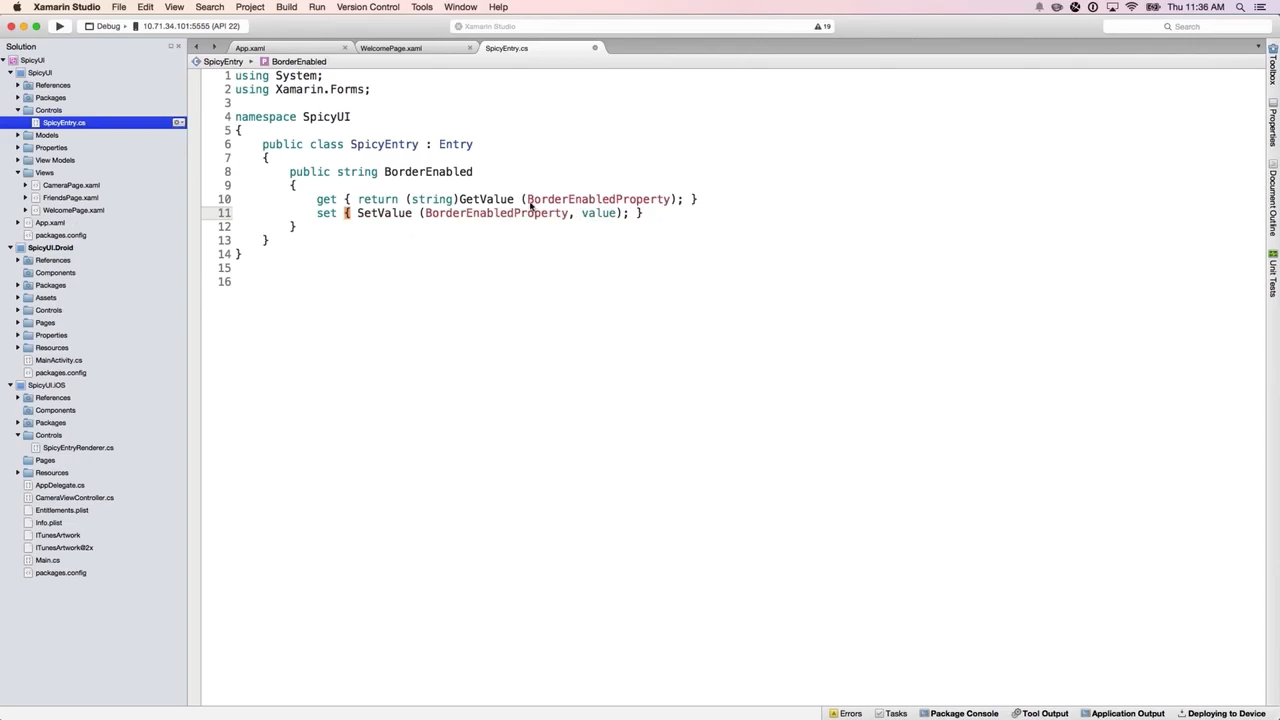 Xamarin Studio File Edit View Search Project Build Run Version Control Tools Window Help Thu 11:36 AM
Debug › 10.71.34.101:5555 (API 22) Xamarin Studio 19 Search
Solution
App.xaml WelcomePage.xaml SpicyEntry.cs
SpicyEntry BorderEnabled
SpicyUI
SpicyUI
References
Packages
Controls
SpicyEntry.cs
Models
Properties
View Models
Views
CameraPage.xaml
FriendsPage.xaml
WelcomePage.xaml
App.xaml
packages.config
SpicyUI.Droid
References
Components
Packages
Assets
Controls
Pages
Properties
Resources
MainActivity.cs
packages.config
SpicyUI.iOS
References
Components
Packages
Controls
SpicyEntryRenderer.cs
Pages
Resources
AppDelegate.cs
CameraViewController.cs
Entitlements.plist
Info.plist
ITunesArtwork
ITunesArtwork@2x
Main.cs
packages.config
1 using System;
2 using Xamarin.Forms;
3
4 namespace SpicyUI
5 {
6 public class SpicyEntry : Entry
7 {
8 public string BorderEnabled
9 {
10 get { return (string)GetValue (BorderEnabledProperty); }
11 set { SetValue (BorderEnabledProperty, value); }
12 }
13 }
14 }
15
16
Toolbox
Properties
Document Outline
Unit Tests
Errors Tasks Package Console Tool Output Application Output Deploying to Device